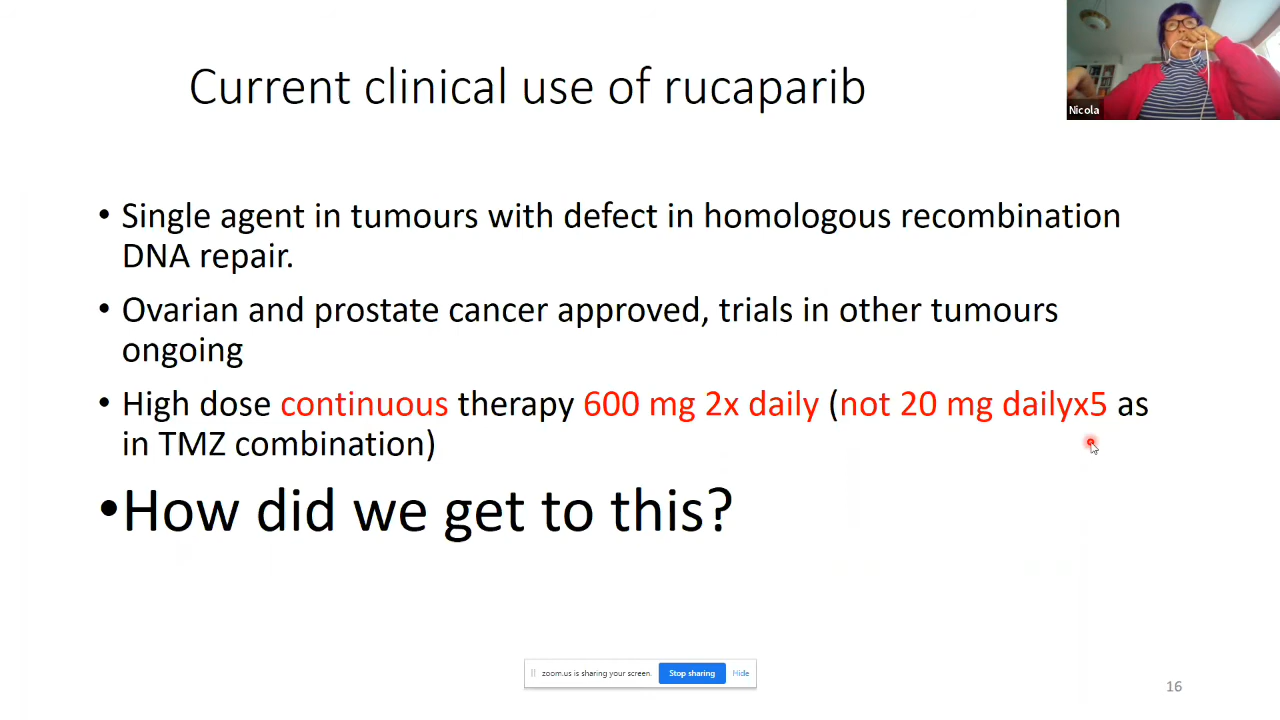 Current clinical use of rucaparib
Nicola
• Single agent in tumours with defect in homologous recombination
DNA repair.
• Ovarian and prostate cancer approved, trials in other tumours
ongoing
• High dose continuous therapy 600 mg 2x daily (not 20 mg dailyx5 as
in TMZ combination)
•How did we get to this?
zoom.us is sharing your screen. Stop sharing Hide
16